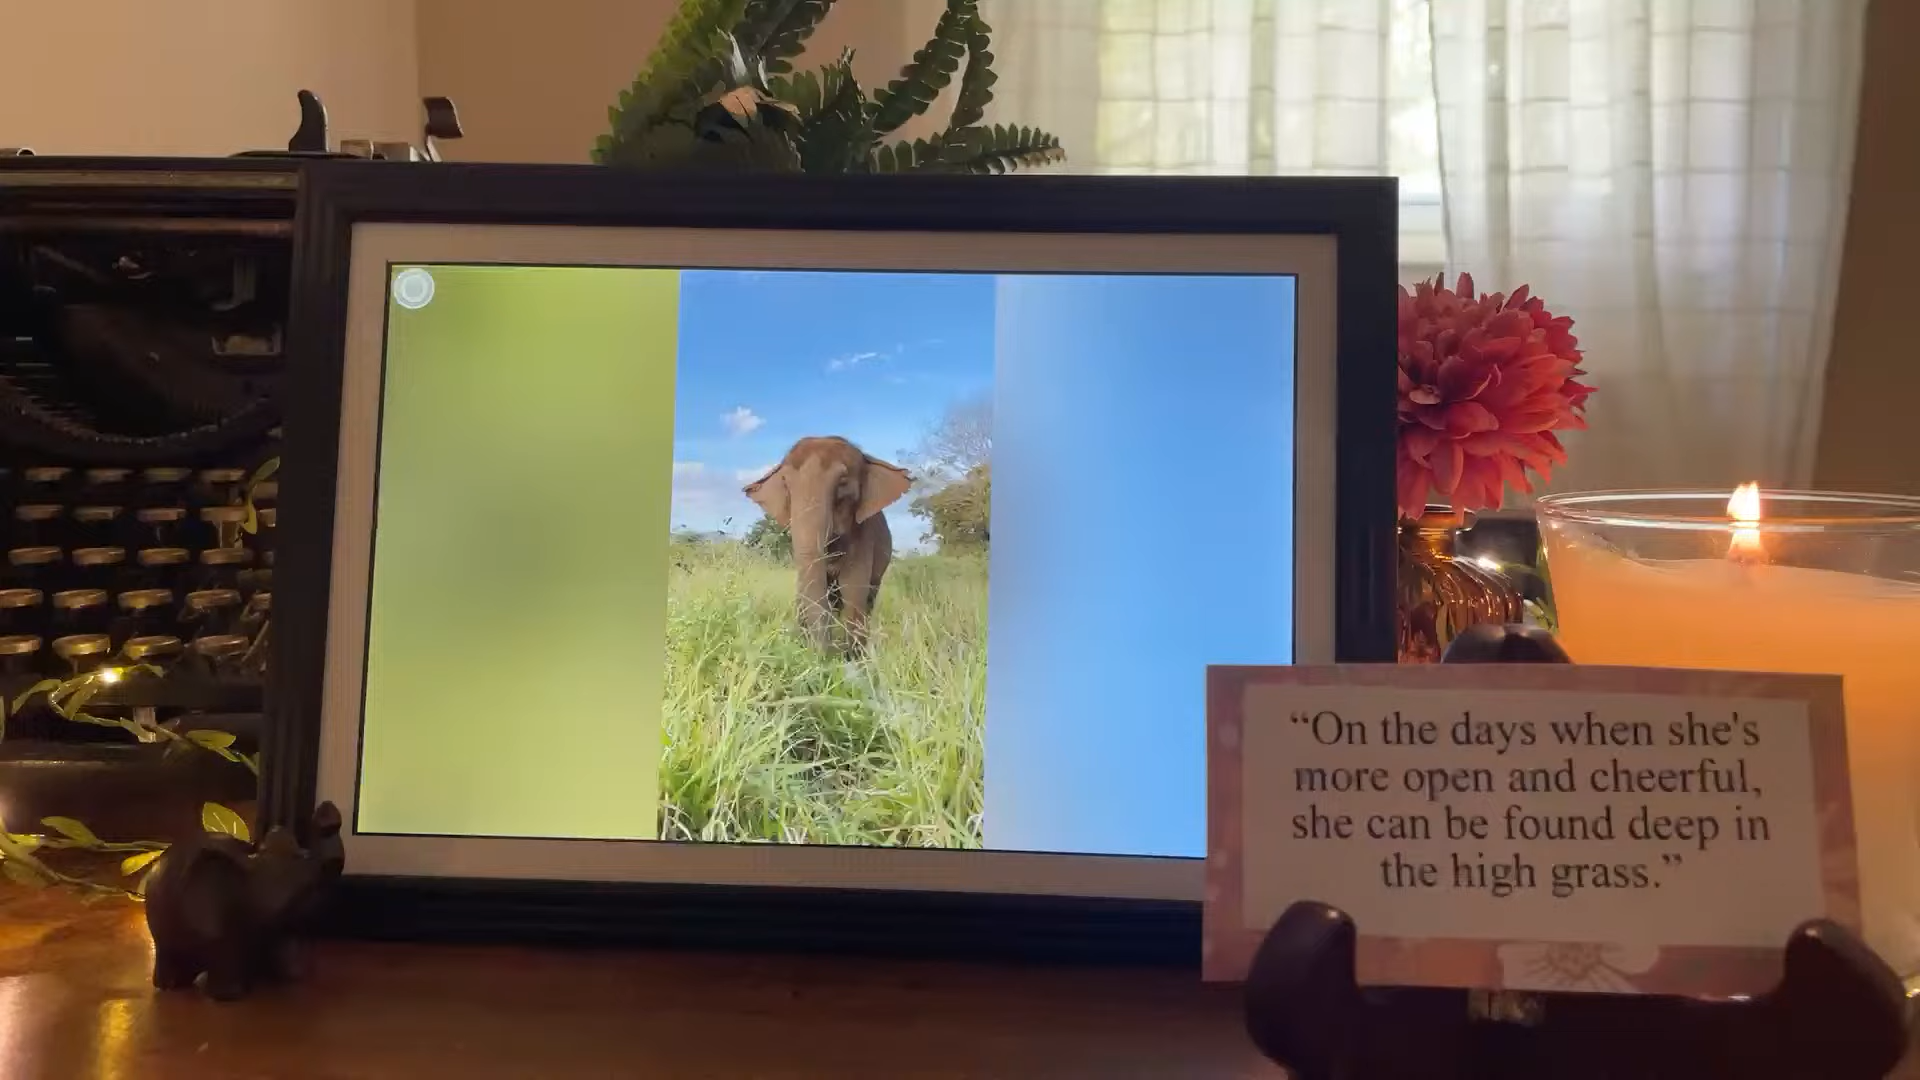 “On the days when she's
more open and cheerful,
she can be found deep in
the high grass.”